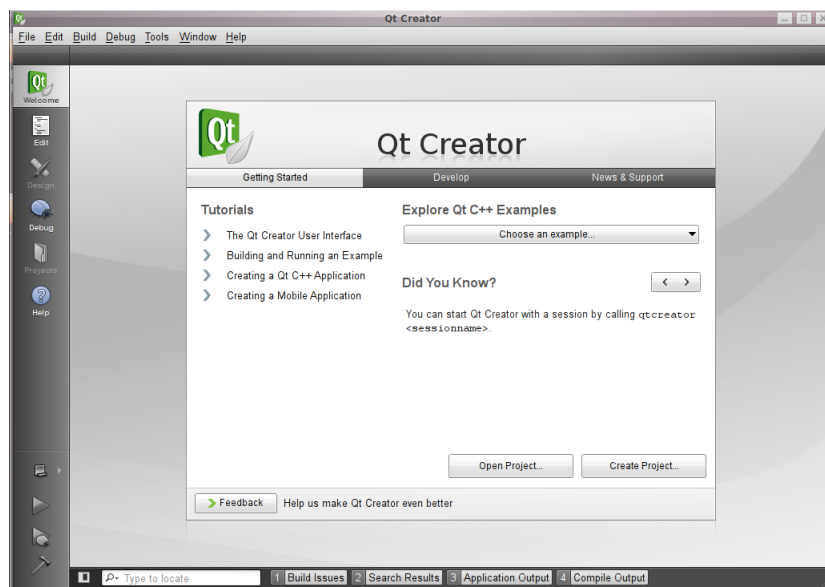 Qt Creator
File Edit Build Debug Tools Window Help
Qt
Welcome
Edit
Design
Debug
Projects
Help
Qt
Qt Creator
Getting Started Develop News & Support
Tutorials
The Qt Creator User Interface
Building and Running an Example
Creating a Qt C++ Application
Creating a Mobile Application
Explore Qt C++ Examples
Choose an example...
Did You Know?
You can start Qt Creator with a session by calling qtcreator
<sessionname>.
Open Project... Create Project...
Feedback Help us make Qt Creator even better
Type to locate 1 Build Issues 2 Search Results 3 Application Output 4 Compile Output